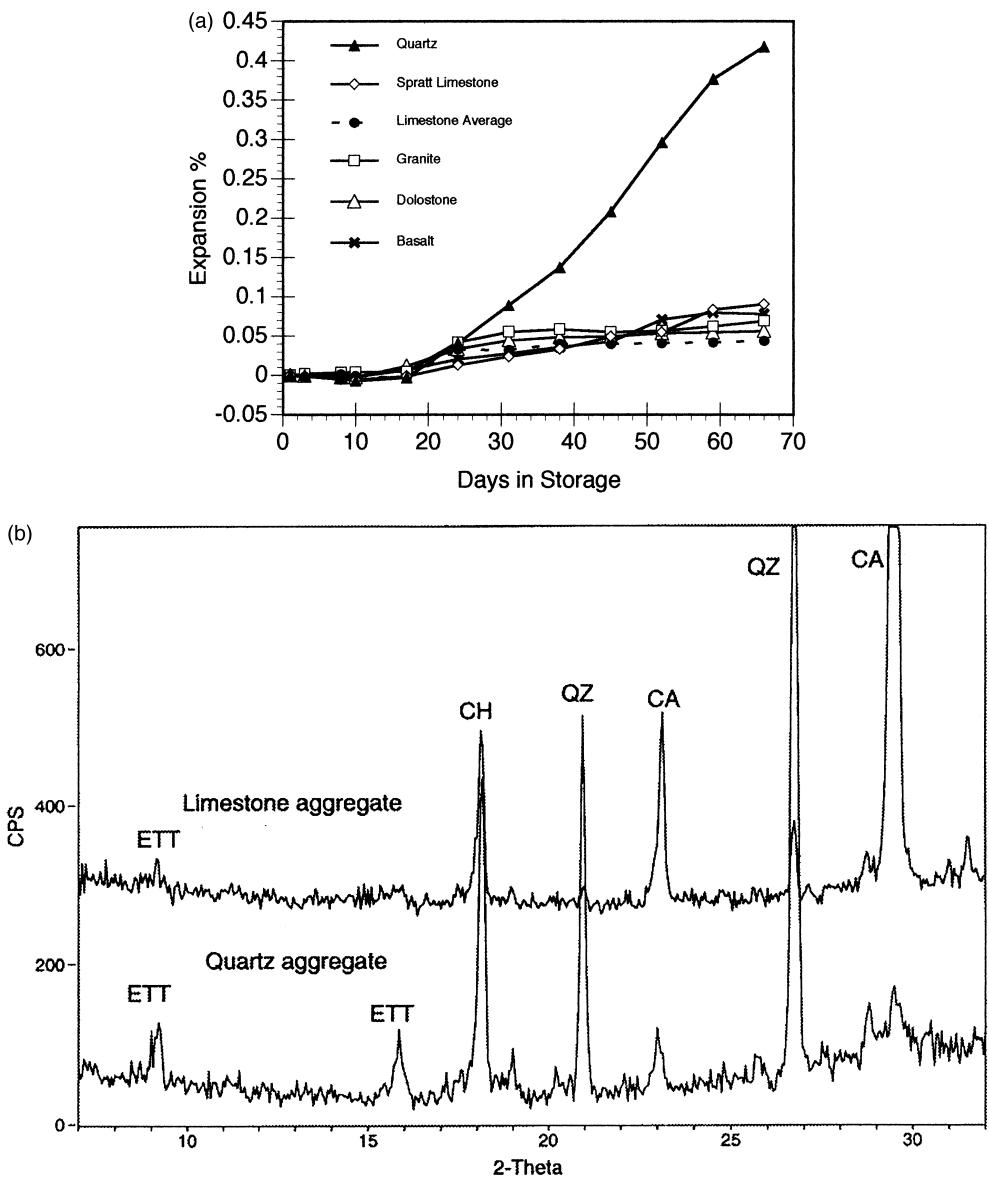 (a)
0.45
0.4
0.35
0.3
0.25
0.2
0.15
0.1
0.05
0
-0.05
Expansion %
Quartz
Spratt Limestone
Limestone Average
Granite
Dolostone
Basalt
0 10 20 30 40 50 60 70
Days in Storage
(b)
QZ CA
600
CH QZ CA
400
Limestone aggregate
ETT
CPS
200
Quartz aggregate
ETT
ETT
0
10 15 20 25 30
2-Theta